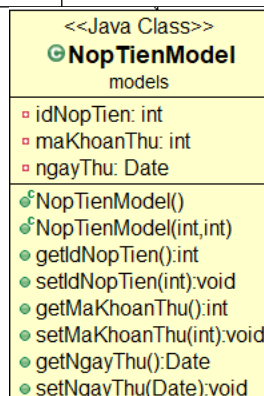 <<Java Class>>
NopTienModel
models
idNopTien: int
maKhoanThu: int
ngayThu: Date
NopTienModel()
NopTienModel(int,int)
getIdNopTien():int
setIdNopTien(int):void
getMaKhoanThu():int
setMaKhoanThu(int):void
getNgayThu():Date
setNgayThu(Date):void